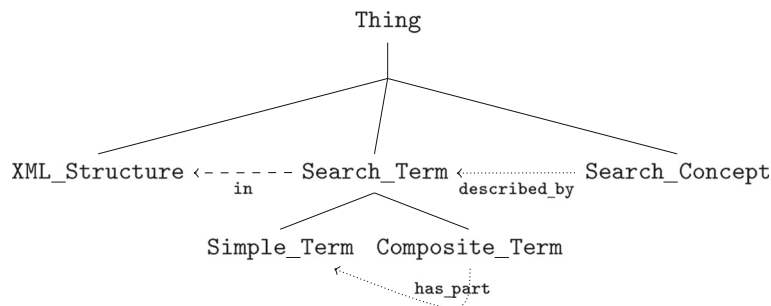 Thing
XML_Structure in Search_Term described_by Search_Concept
Simple_Term Composite_Term
has_part